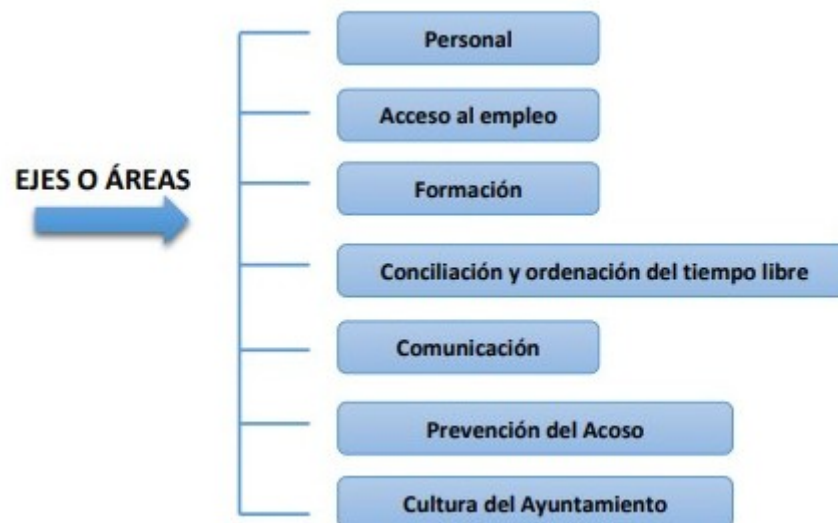 Personal
Acceso al empleo
EJES O ÁREAS
Formación
Conciliación y ordenación del tiempo libre
Comunicación
Prevención del Acoso
Cultura del Ayuntamiento